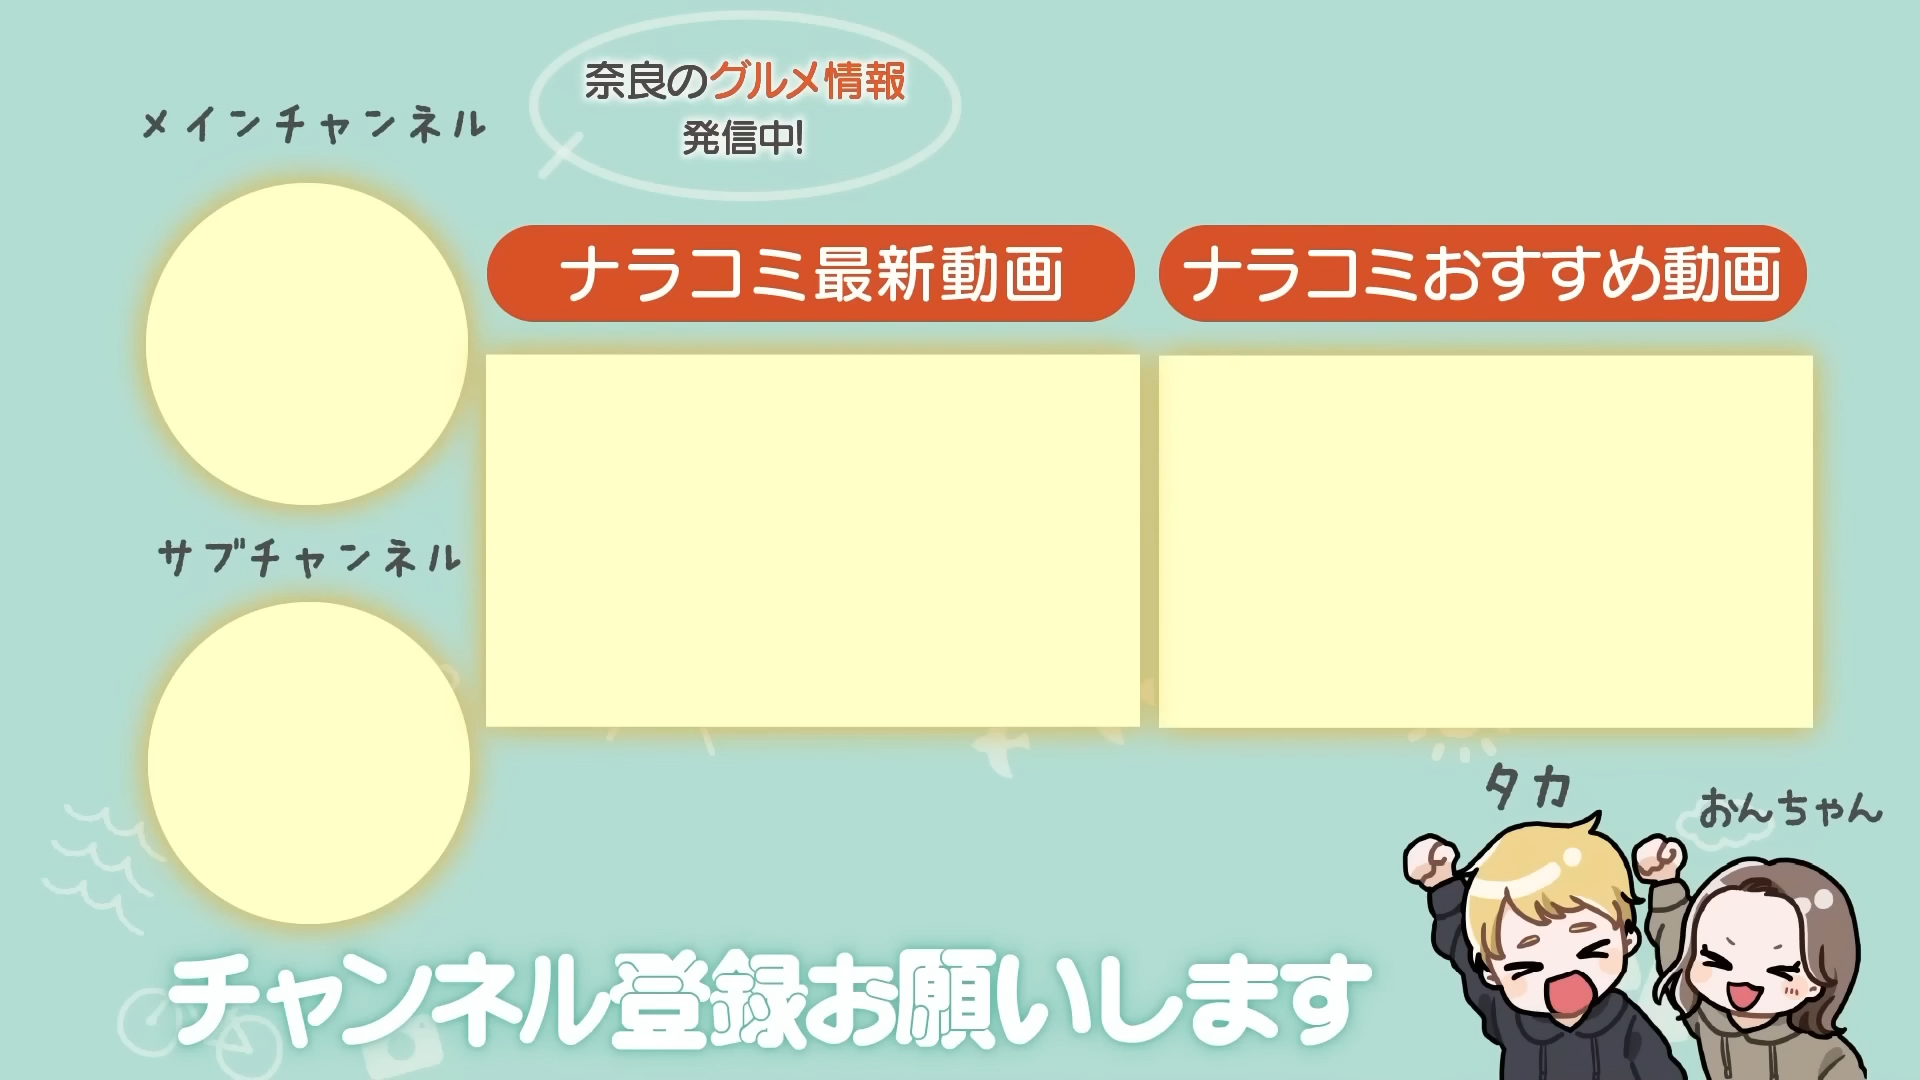 奈良のグルメ情報
発信中!
メインチャンネル
ナラコミ最新動画
ナラコミおすすめ動画
サブチャンネル
タカ
おんちゃん
チャンネル登録お願いします